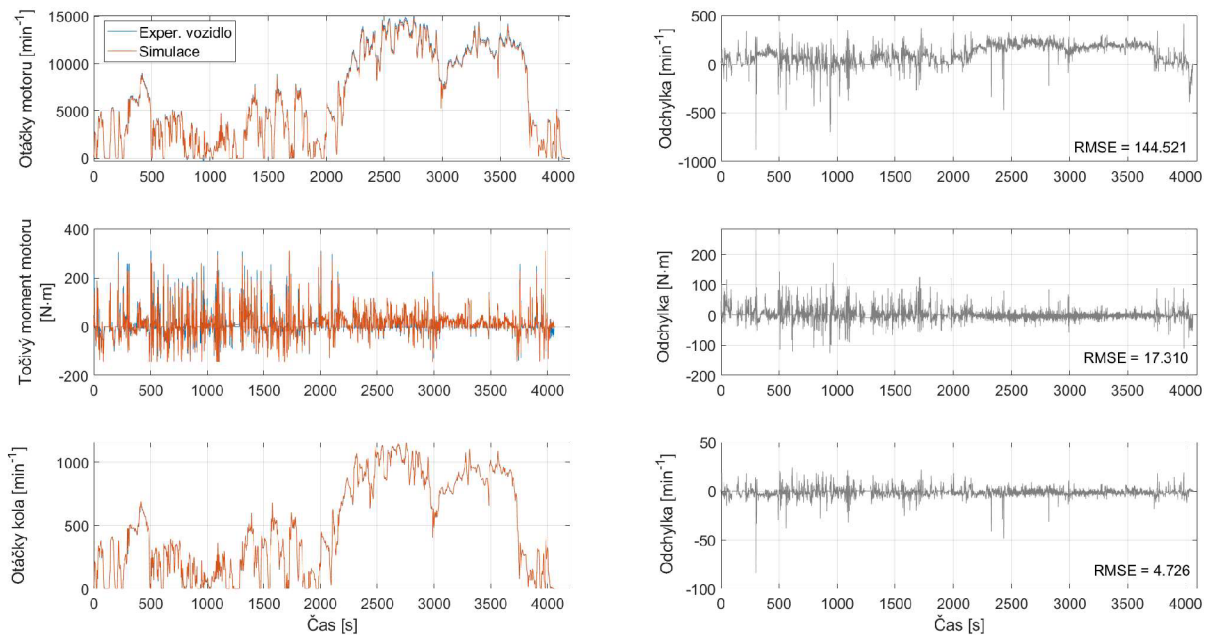 Exper. vozidlo
Simulace
Otáčky motoru [min⁻¹]
15000
10000
5000
0
0 500 1000 1500 2000 2500 3000 3500 4000
Odchylka [min⁻¹]
500
0
-500
-1000
RMSE = 144.521
0 500 1000 1500 2000 2500 3000 3500 4000
Točivý moment motoru
[N·m]
400
200
0
-200
0 500 1000 1500 2000 2500 3000 3500 4000
Odchylka [N·m]
200
100
0
-100
-200
RMSE = 17.310
0 500 1000 1500 2000 2500 3000 3500 4000
Otáčky kola [min⁻¹]
1000
500
0
0 500 1000 1500 2000 2500 3000 3500 4000
Čas [s]
Odchylka [min⁻¹]
50
0
-50
-100
RMSE = 4.726
0 500 1000 1500 2000 2500 3000 3500 4000
Čas [s]